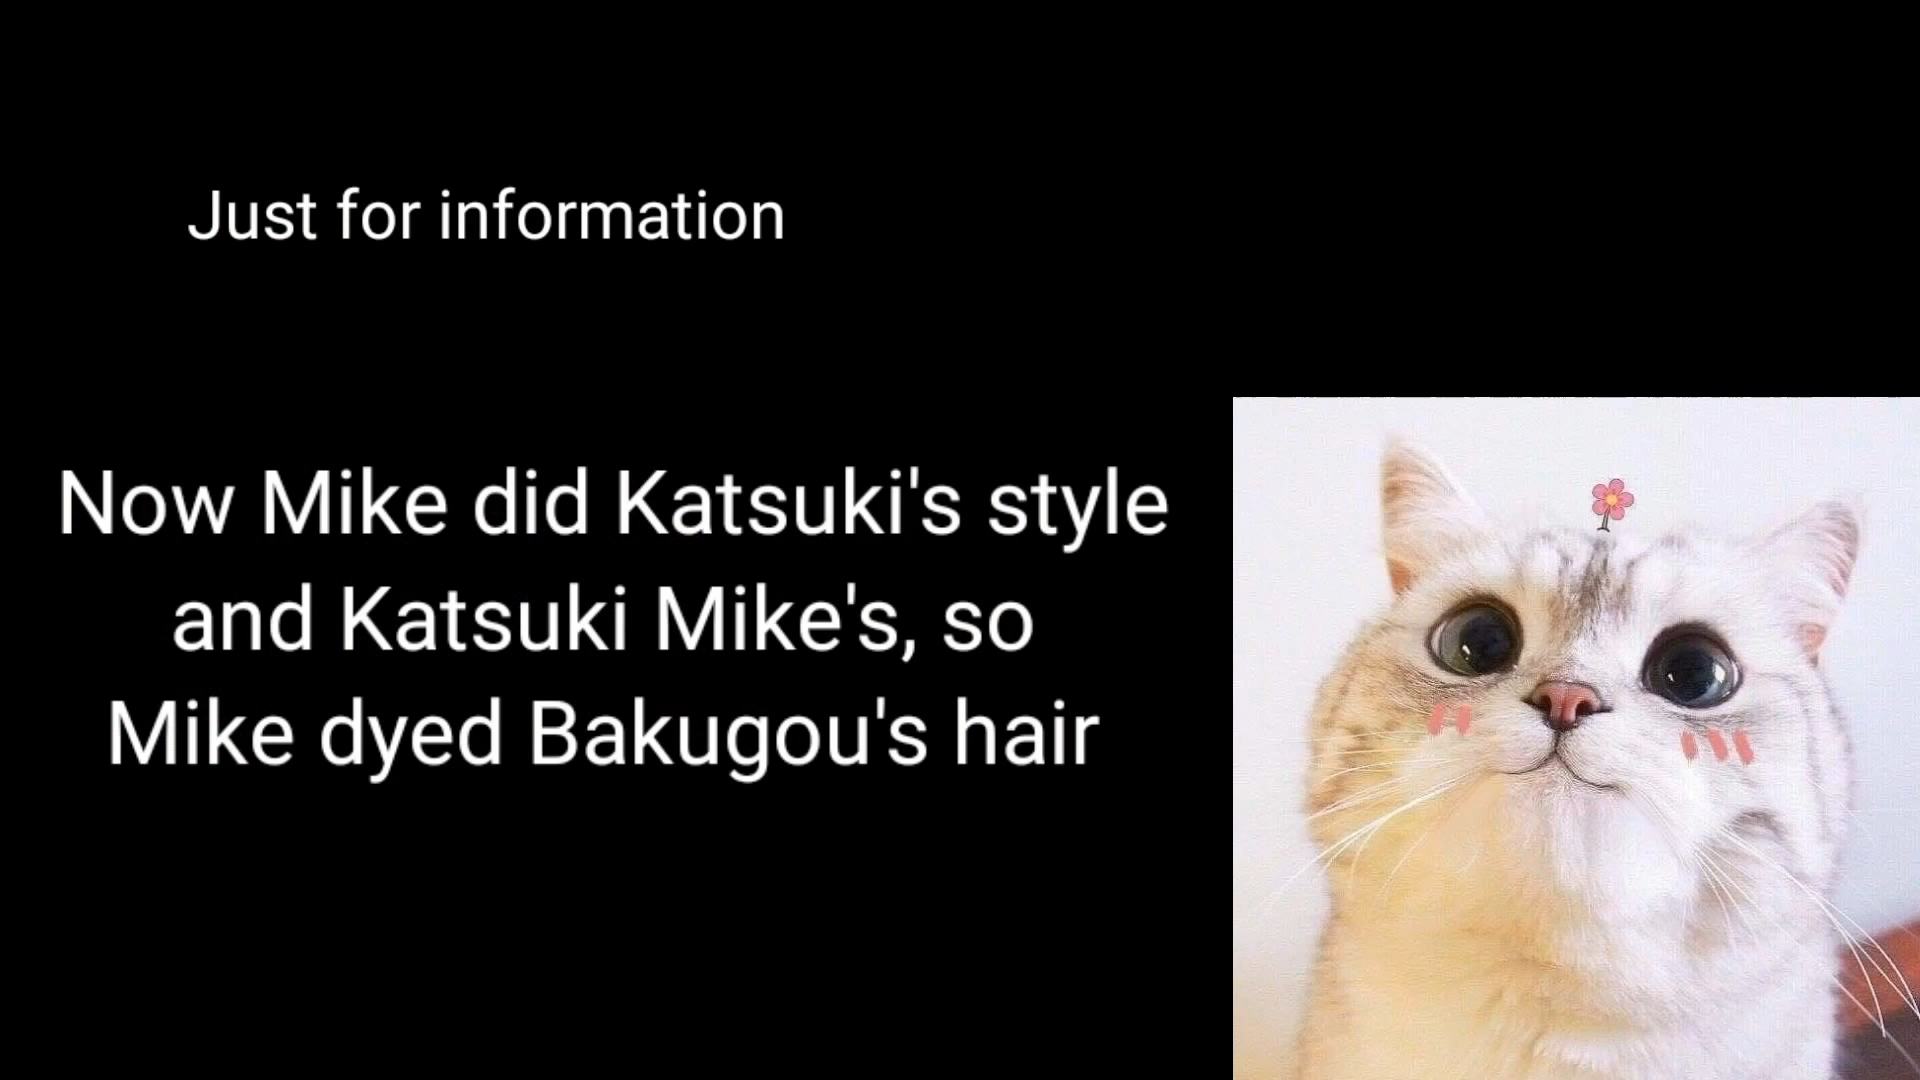 Just for information
Now Mike did Katsuki's style
and Katsuki Mike's, so
Mike dyed Bakugou's hair